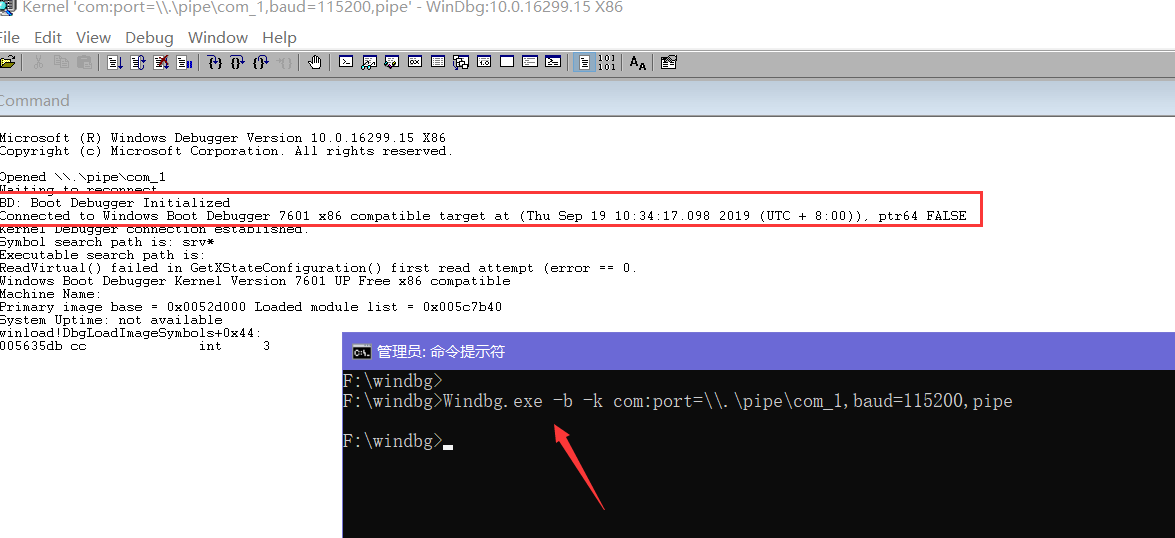 Kernel 'com:port=\\.\pipe\com_1,baud=115200,pipe' - WinDbg:10.0.16299.15 X86
File Edit View Debug Window Help
Command
Microsoft (R) Windows Debugger Version 10.0.16299.15 X86
Copyright (c) Microsoft Corporation. All rights reserved.
Opened \\.\pipe\com_1
Waiting to reconnect...
BD: Boot Debugger Initialized
Connected to Windows Boot Debugger 7601 x86 compatible target at (Thu Sep 19 10:34:17.098 2019 (UTC + 8:00)), ptr64 FALSE
Kernel Debugger connection established.
Symbol search path is: srv*
Executable search path is:
ReadVirtual() failed in GetXStateConfiguration() first read attempt (error == 0.
Windows Boot Debugger Kernel Version 7601 UP Free x86 compatible
Machine Name:
Primary image base = 0x0052d000 Loaded module list = 0x005c7b40
System Uptime: not available
winload!DbgLoadImageSymbols+0x44:
005635db cc int 3
管理员: 命令提示符
F:\windbg>
F:\windbg>Windbg.exe -b -k com:port=\\.\pipe\com_1,baud=115200,pipe
F:\windbg>